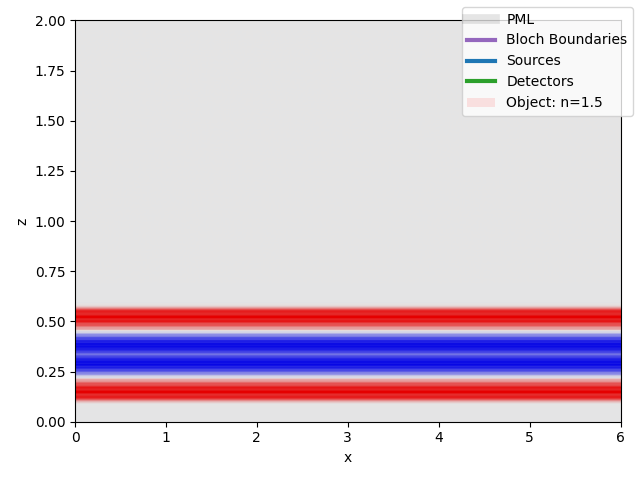 2.00
1.75
1.50
1.25
1.00
0.75
0.50
0.25
0.00
z
0 1 2 3 4 5 6
x
PML
Bloch Boundaries
Sources
Detectors
Object: n=1.5